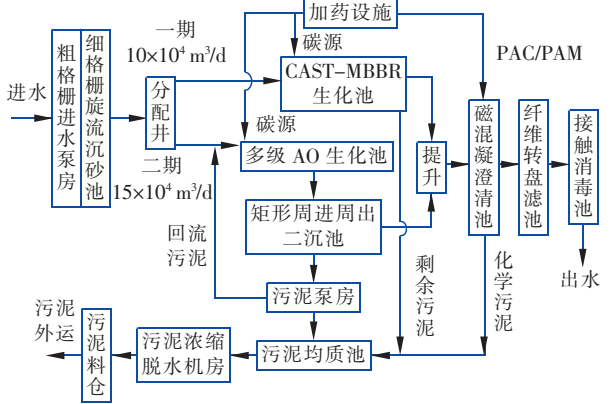 加药设施
一期
10×10⁴ m³/d
碳源
PAC/PAM
进水
粗格栅进水泵房
细格栅旋流沉砂池
分配井
CAST-MBBR
生化池
碳源
多级 AO 生化池
二期
15×10⁴ m³/d
提升
磁混凝澄清池
纤维转盘滤池
接触消毒池
出水
矩形周进周出
二沉池
回流
污泥
剩余污泥
化学污泥
污泥泵房
污泥均质池
污泥浓缩
脱水机房
污泥料仓
污泥
外运